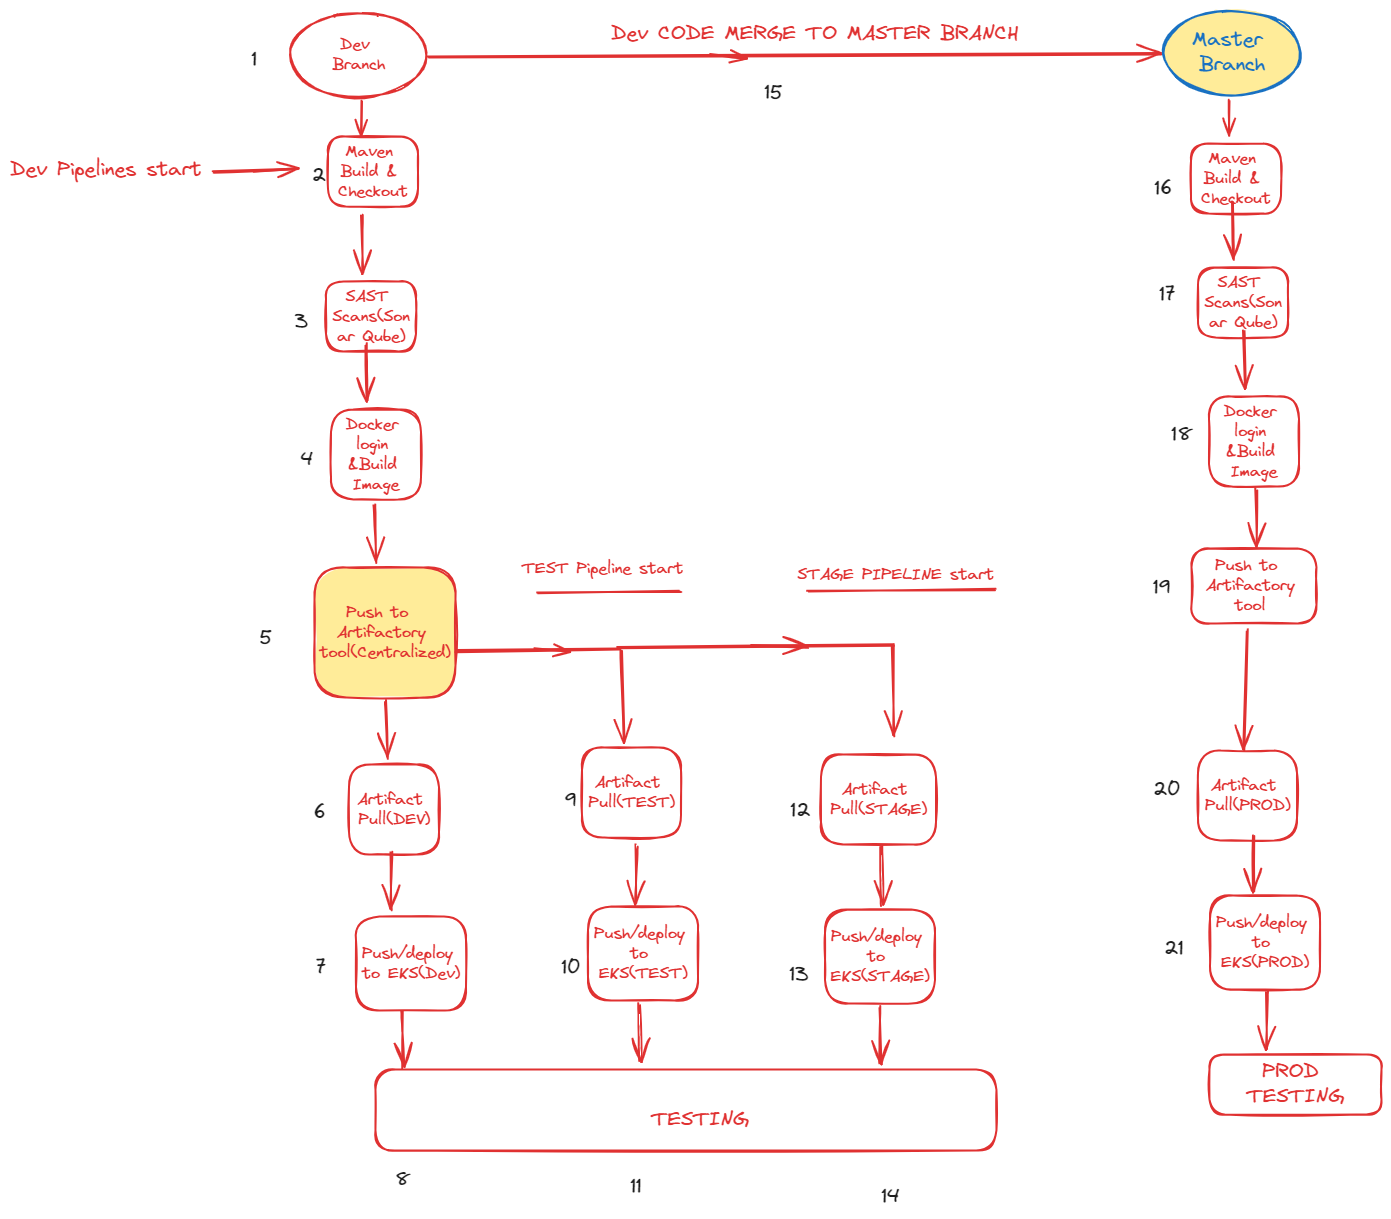 Dev CODE MERGE TO MASTER BRANCH
1
Dev
Branch
Master
Branch
15
Dev Pipelines start
2
Maven
Build &
Checkout
16
Maven
Build &
Checkout
3
SAST
Scans(Son
ar Qube)
17
SAST
Scans(Son
ar Qube)
4
Docker
login
&Build
Image
18
Docker
login
&Build
Image
TEST Pipeline start
STAGE PIPELINE start
5
Push to
Artifactory
tool(Centralized)
19
Push to
Artifactory
tool
6
Artifact
Pull(DEV)
9
Artifact
Pull(TEST)
12
Artifact
Pull(STAGE)
20
Artifact
Pull(PROD)
7
Push/deploy
to EKS(Dev)
10
Push/deploy
to
EKS(TEST)
13
Push/deploy
to
EKS(STAGE)
21
Push/deploy
to
EKS(PROD)
TESTING
PROD
TESTING
8
11
14